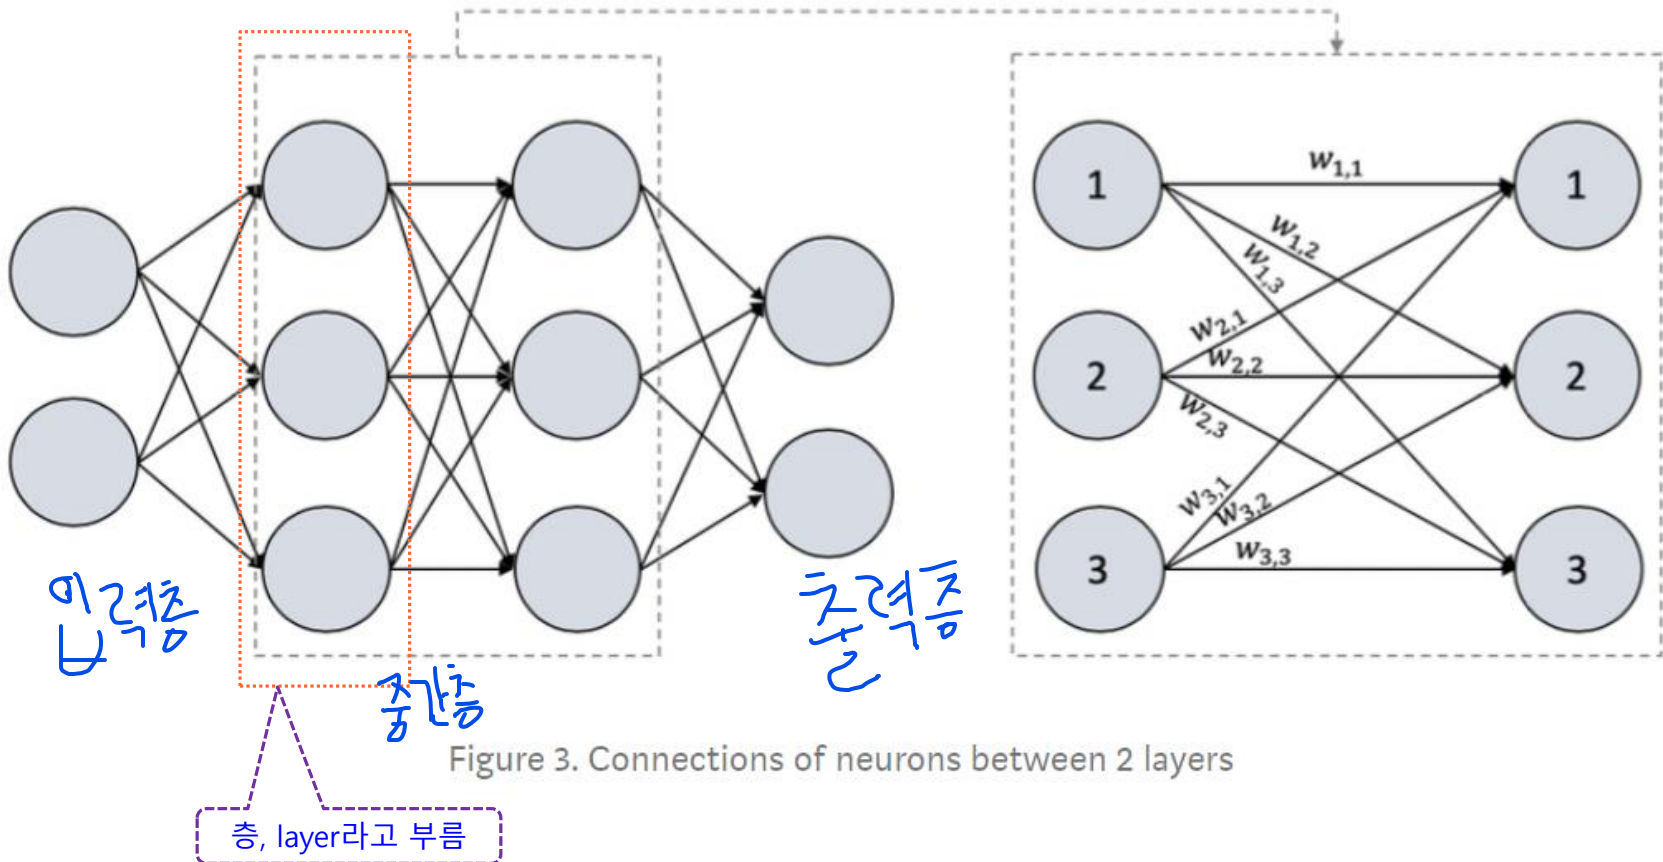 1
1
2
2
3
3
w1,1
w1,2
w1,3
w2,1
w2,2
w2,3
w3,1
w3,2
w3,3
입력층
중간층
출력층
Figure 3. Connections of neurons between 2 layers
층, layer라고 부름